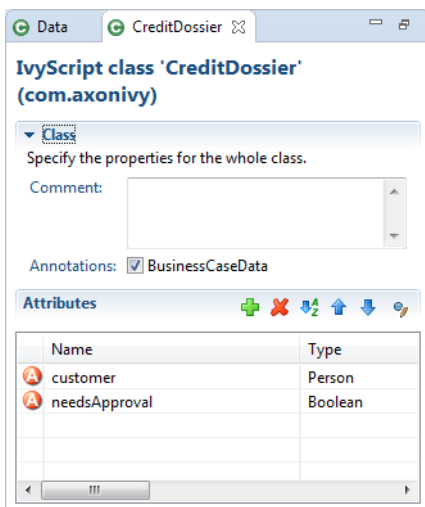 Data CreditDossier
IvyScript class 'CreditDossier'
(com.axonivy)
Class
Specify the properties for the whole class.
Comment:
Annotations: BusinessCaseData
Attributes
Name Type
customer Person
needsApproval Boolean